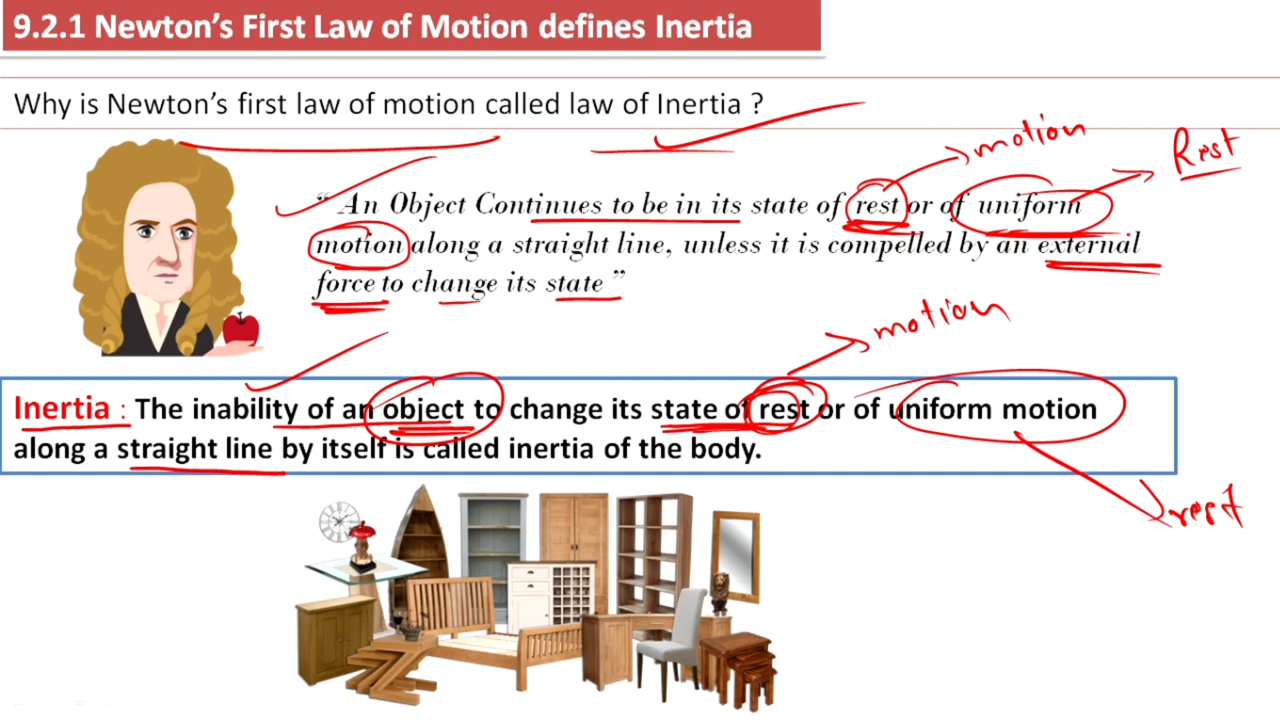 9.2.1 Newton's First Law of Motion defines Inertia
Why is Newton's first law of motion called law of Inertia ?
motion
Rest
“ An Object Continues to be in its state of rest or of uniform
motion along a straight line, unless it is compelled by an external
force to change its state ”
motion
Inertia : The inability of an object to change its state of rest or of uniform motion
along a straight line by itself is called inertia of the body.
rest